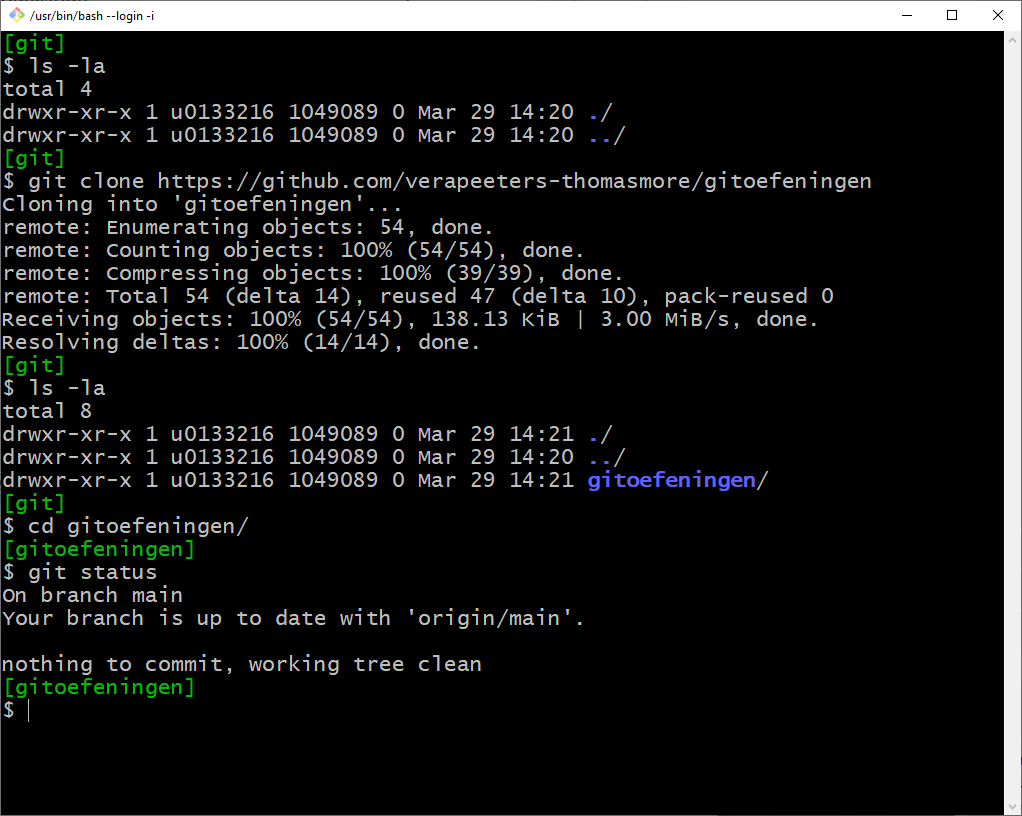 /usr/bin/bash --login -i
[git]
$ ls -la
total 4
drwxr-xr-x 1 u0133216 1049089 0 Mar 29 14:20 ./
drwxr-xr-x 1 u0133216 1049089 0 Mar 29 14:20 ../
[git]
$ git clone https://github.com/verapeeters-thomasmore/gitoefeningen
Cloning into 'gitoefeningen'...
remote: Enumerating objects: 54, done.
remote: Counting objects: 100% (54/54), done.
remote: Compressing objects: 100% (39/39), done.
remote: Total 54 (delta 14), reused 47 (delta 10), pack-reused 0
Receiving objects: 100% (54/54), 138.13 KiB | 3.00 MiB/s, done.
Resolving deltas: 100% (14/14), done.
[git]
$ ls -la
total 8
drwxr-xr-x 1 u0133216 1049089 0 Mar 29 14:21 ./
drwxr-xr-x 1 u0133216 1049089 0 Mar 29 14:20 ../
drwxr-xr-x 1 u0133216 1049089 0 Mar 29 14:21 gitoefeningen/
[git]
$ cd gitoefeningen/
[gitoefeningen]
$ git status
On branch main
Your branch is up to date with 'origin/main'.
nothing to commit, working tree clean
[gitoefeningen]
$